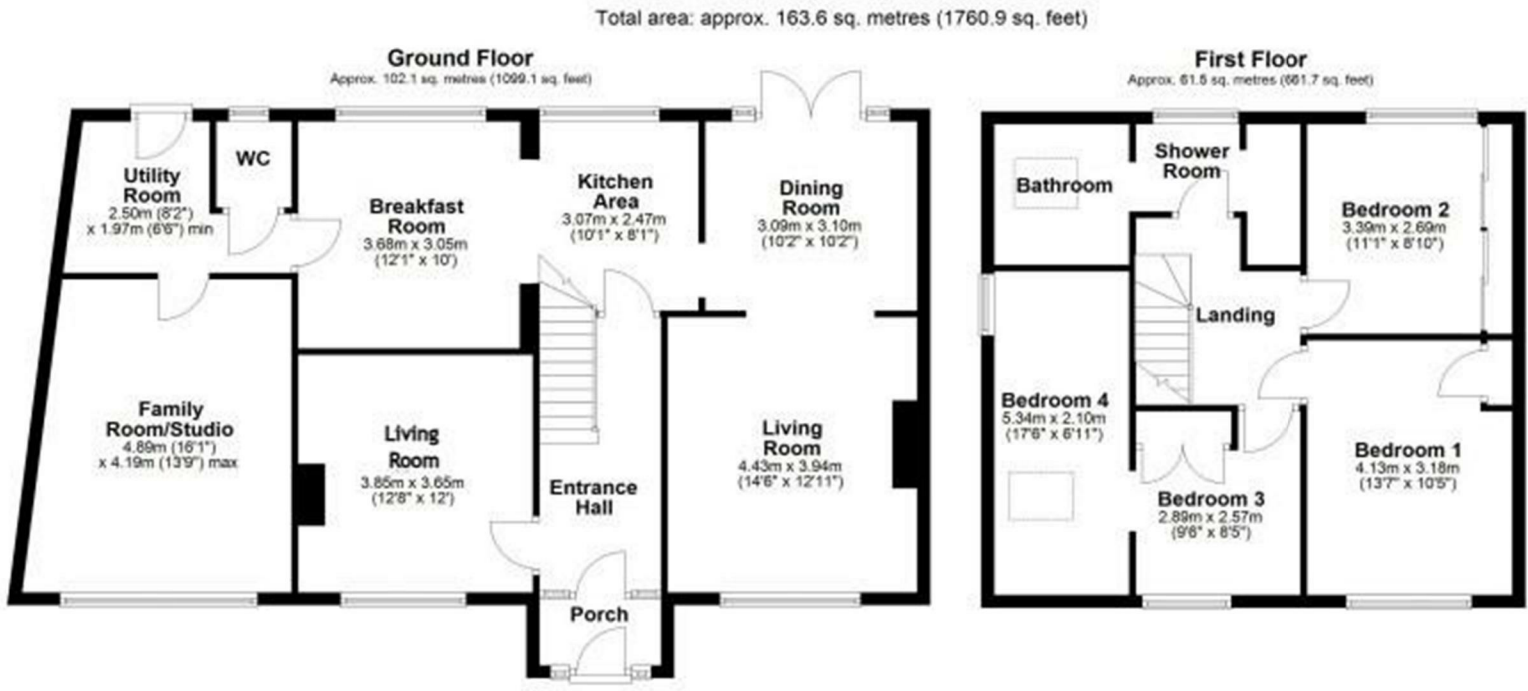 Total area: approx. 163.6 sq. metres (1760.9 sq. feet)
Ground Floor
Approx. 102.1 sq. metres (1099.1 sq. feet)
Utility
Room
2.50m (8'2")
x 1.97m (6'6") min
WC
Breakfast
Room
3.68m x 3.05m
(12'1" x 10')
Kitchen
Area
3.07m x 2.47m
(10'1" x 8'1")
Dining
Room
3.09m x 3.10m
(10'2" x 10'2")
Family
Room/Studio
4.89m (16'1")
x 4.19m (13'9") max
Living
Room
3.85m x 3.65m
(12'8" x 12')
Entrance
Hall
Living
Room
4.43m x 3.94m
(14'6" x 12'11")
Porch
First Floor
Approx. 61.5 sq. metres (661.7 sq. feet)
Bathroom
Shower
Room
Bedroom 2
3.39m x 2.69m
(11'1" x 8'10")
Landing
Bedroom 4
5.34m x 2.10m
(17'6" x 6'11")
Bedroom 3
2.89m x 2.57m
(9'6" x 8'5")
Bedroom 1
4.13m x 3.18m
(13'7" x 10'5")